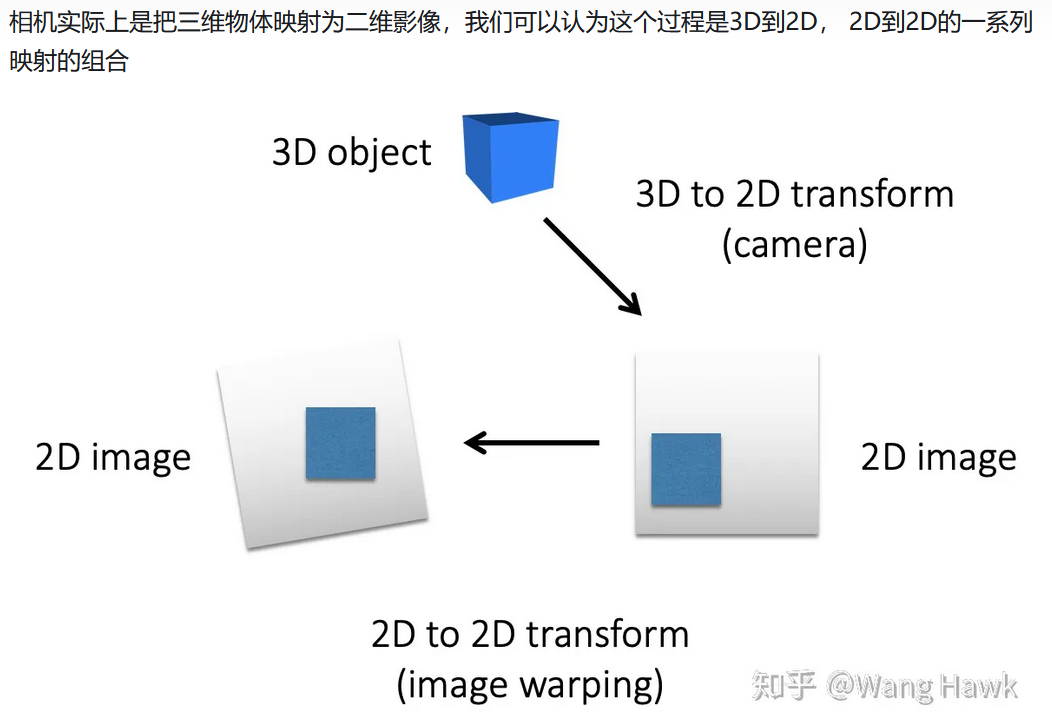 相机实际上是把三维物体映射为二维影像，我们可以认为这个过程是3D到2D， 2D到2D的一系列
映射的组合
3D object
3D to 2D transform
(camera)
2D image
2D image
2D to 2D transform
(image warping)
知乎 @Wang Hawk